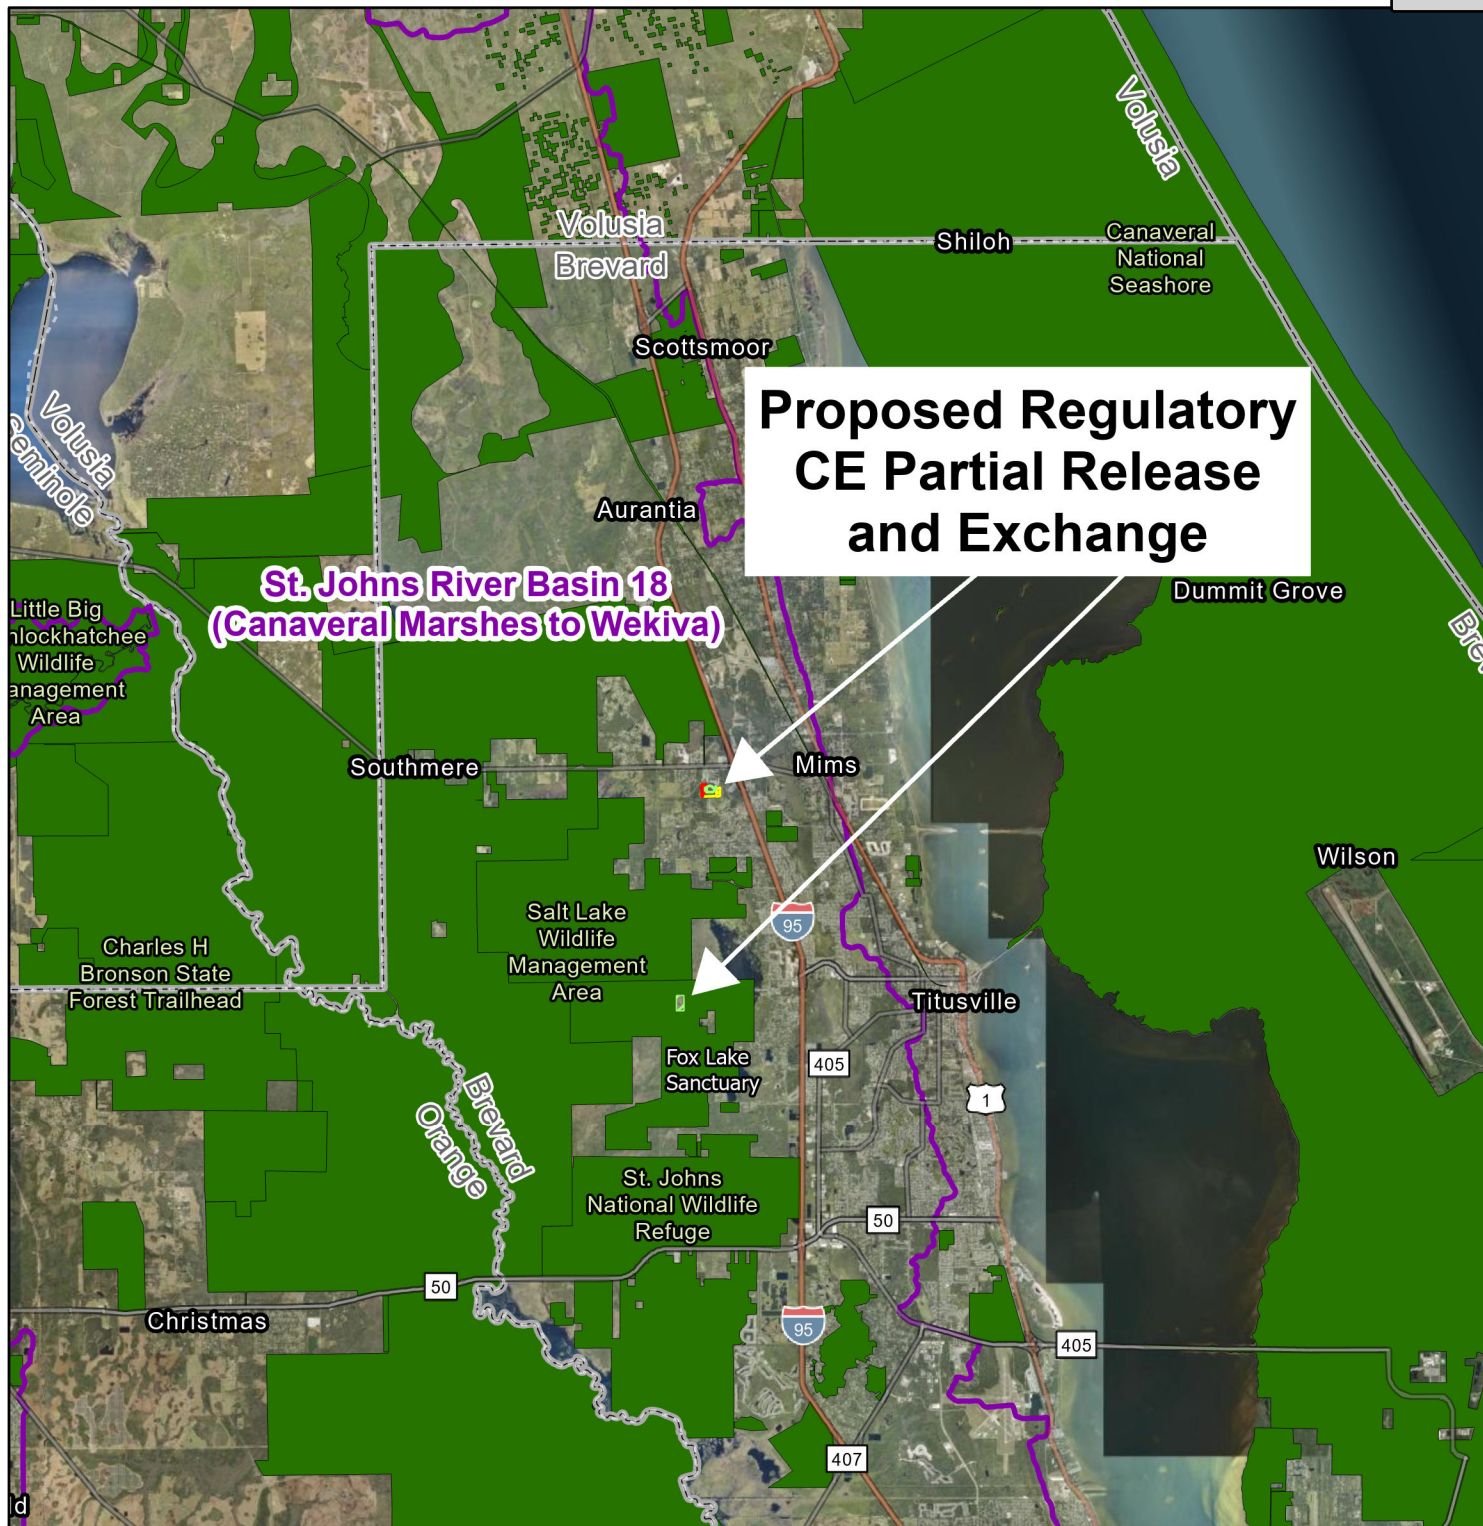 Volusia
Volusia
Brevard
Shiloh
Canaveral
National
Seashore
Scottsmoor
Proposed Regulatory
CE Partial Release
and Exchange
Volusia
Seminole
Aurantia
St. Johns River Basin 18
(Canaveral Marshes to Wekiva)
Dummit Grove
Little Big
Wildlife
Area
Southmere
Mims
Wilson
Salt Lake
Wildlife
Management
Area
95
Charles H
Bronson State
Forest Trailhead
Titusville
Fox Lake
Sanctuary
405
1
Brevard
Orange
St. Johns
National Wildlife
Refuge
50
50
Christmas
95
405
407